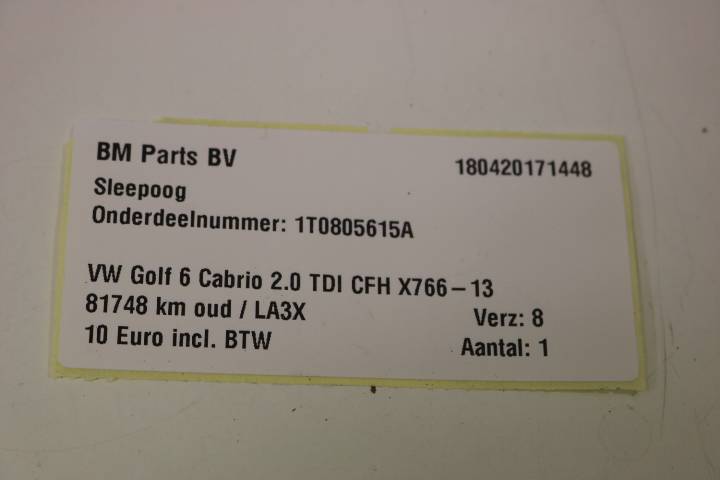 BM Parts BV 180420171448
Sleepoog
Onderdeelnummer: 1T0805615A
VW Golf 6 Cabrio 2.0 TDI CFH X766-13
81748 km oud / LA3X Verz: 8
10 Euro incl. BTW Aantal: 1